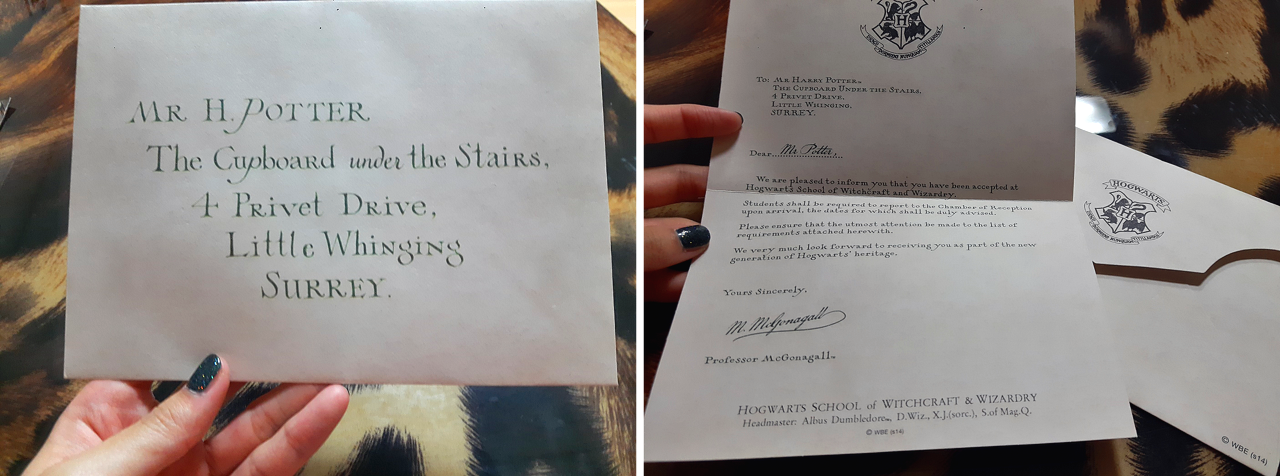 Mr H. Potter
The Cupboard under the Stairs,
4 Privet Drive,
Little Whinging
Surrey.
To: Mr Harry Potter,
The Cupboard Under the Stairs,
4 Privet Drive,
Little Whinging,
Surrey.
Dear Mr Potter,
We are pleased to inform you that you have been accepted at
Hogwarts School of Witchcraft and Wizardry.
Students shall be required to report to the Chamber of Reception
upon arrival, the dates for which shall be duly advised.
Please ensure that the utmost attention be made to the list of
requirements attached herewith.
We very much look forward to receiving you as part of the new
generation of Hogwarts' heritage.
Yours Sincerely,
M. McGonagall
Professor McGonagall.
HOGWARTS SCHOOL of WITCHCRAFT & WIZARDRY
Headmaster: Albus Dumbledore, D.Wiz., X.J.(sorc.), S.of Mag.Q.
© WBE (s14)
HOGWARTS
© WBE (s14)